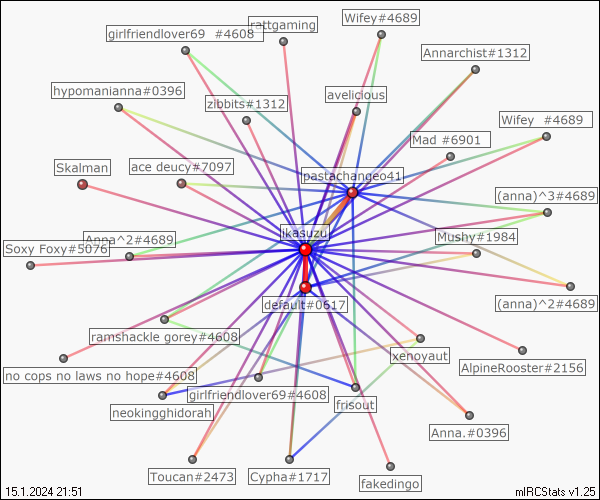 girlfriendlover69 #4608
rattgaming
Wifey#4689
Annarchist#1312
hypomanianna#0396
zibbits#1312
avelicious
Wifey #4689
Mad #6901
Skalman
ace deucy#7097
pastachangeo41
(anna)^3#4689
Anna^2#4689
Soxy Foxy#5076
ikasuzu
Mushy#1984
default#0617
(anna)^2#4689
ramshackle gorey#4608
xenoyaut
AlpineRooster#2156
no cops no laws no hope#4608
girlfriendlover69#4608
neokingghidorah
frisout
Anna.#0396
Toucan#2473
Cypha#1717
fakedingo
15.1.2024 21:51
mIRCStats v1.25